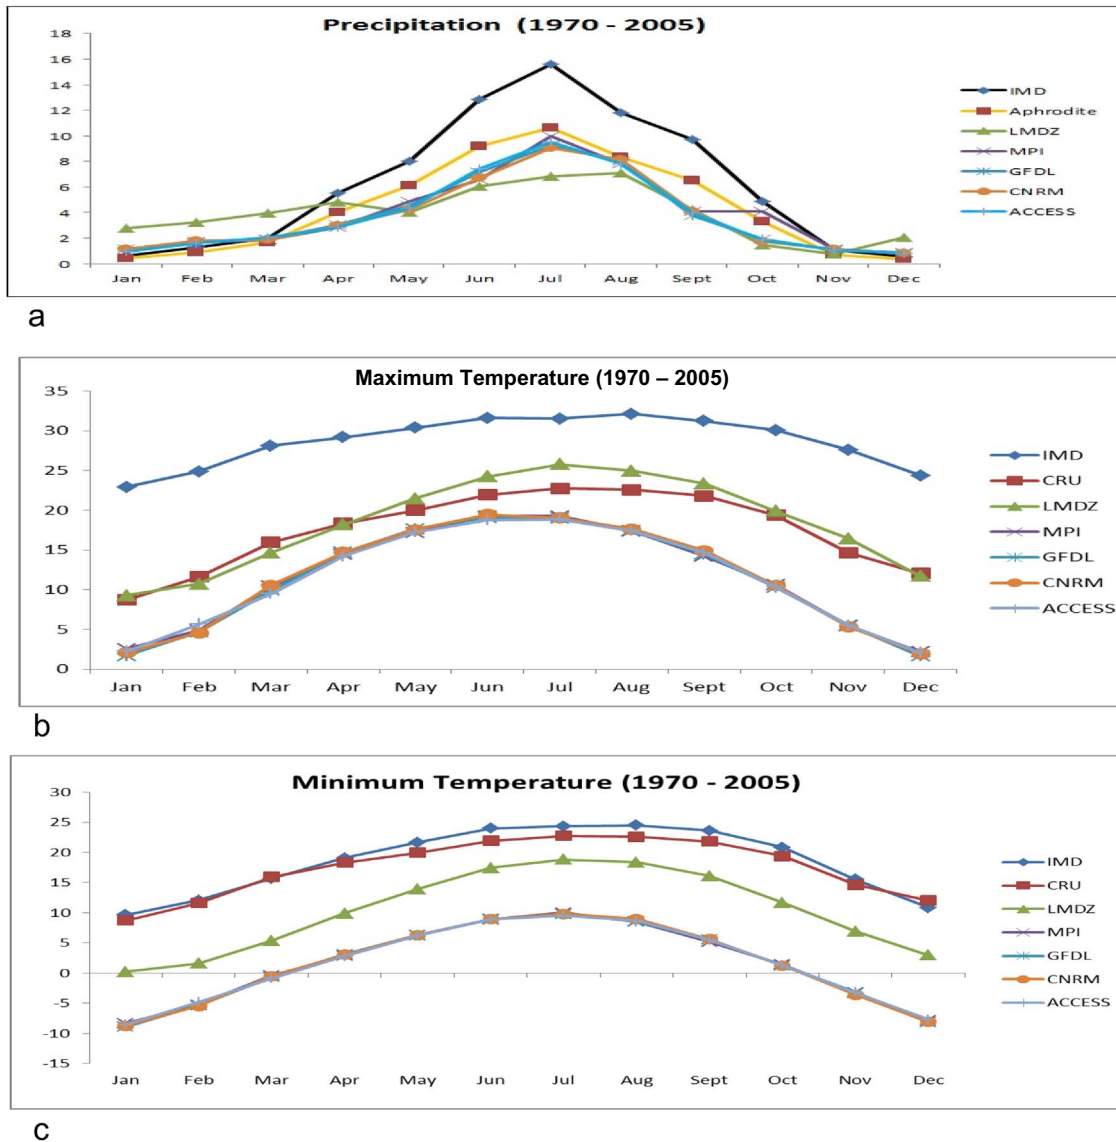 Precipitation (1970 - 2005)
18
16
14
12
10
8
6
4
2
0
Jan Feb Mar Apr May Jun Jul Aug Sept Oct Nov Dec
IMD
Aphrodite
LMDZ
MPI
GFDL
CNRM
ACCESS
a
Maximum Temperature (1970 – 2005)
35
30
25
20
15
10
5
0
Jan Feb Mar Apr May Jun Jul Aug Sept Oct Nov Dec
IMD
CRU
LMDZ
MPI
GFDL
CNRM
ACCESS
b
Minimum Temperature (1970 - 2005)
30
25
20
15
10
5
0
-5
-10
-15
Jan Feb Mar Apr May Jun Jul Aug Sept Oct Nov Dec
IMD
CRU
LMDZ
MPI
GFDL
CNRM
ACCESS
c